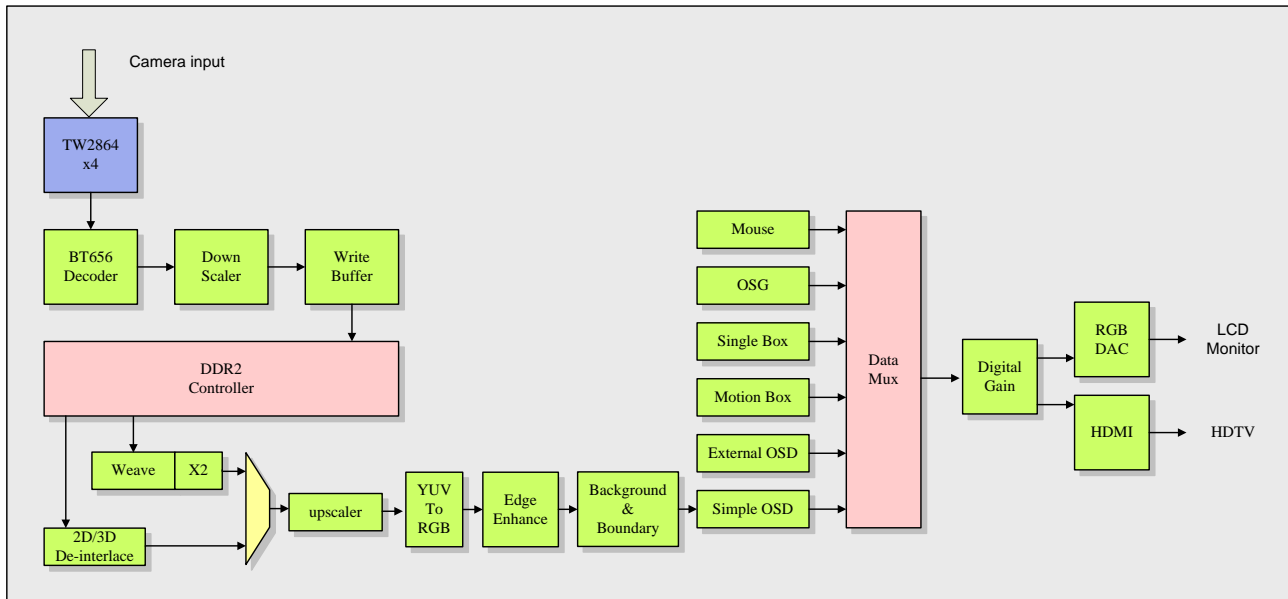 Camera input
TW2864
x4
BT656
Decoder
Down
Scaler
Write
Buffer
DDR2
Controller
Weave
X2
2D/3D
De-interlace
upscaler
YUV
To
RGB
Edge
Enhance
Background
&
Boundary
Mouse
OSG
Single Box
Motion Box
External OSD
Simple OSD
Data
Mux
Digital
Gain
RGB
DAC
LCD
Monitor
HDMI
HDTV